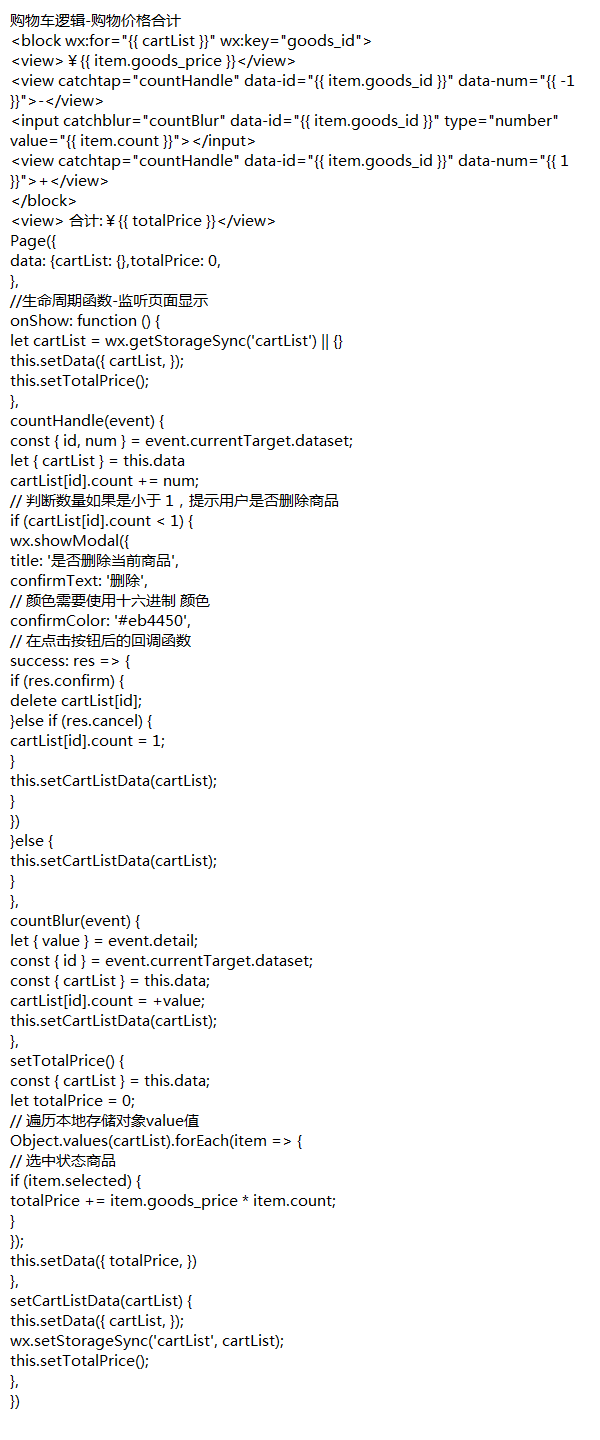 购物车逻辑-购物价格合计
<block wx:for="{{ cartList }}" wx:key="goods_id">
<view>￥{{ item.goods_price }}</view>
<view catchtap="countHandle" data-id="{{ item.goods_id }}" data-num="{{ -1
}}">-</view>
<input catchblur="countBlur" data-id="{{ item.goods_id }}" type="number"
value="{{ item.count }}"></input>
<view catchtap="countHandle" data-id="{{ item.goods_id }}" data-num="{{ 1
}}">+</view>
</block>
<view> 合计:￥{{ totalPrice }}</view>
Page({
data: {cartList: {},totalPrice: 0,
},
//生命周期函数-监听页面显示
onShow: function () {
let cartList = wx.getStorageSync('cartList') || {}
this.setData({ cartList, });
this.setTotalPrice();
},
countHandle(event) {
const { id, num } = event.currentTarget.dataset;
let { cartList } = this.data
cartList[id].count += num;
// 判断数量如果是小于 1，提示用户是否删除商品
if (cartList[id].count < 1) {
wx.showModal({
title: '是否删除当前商品',
confirmText: '删除',
// 颜色需要使用十六进制 颜色
confirmColor: '#eb4450',
// 在点击按钮后的回调函数
success: res => {
if (res.confirm) {
delete cartList[id];
}else if (res.cancel) {
cartList[id].count = 1;
}
this.setCartListData(cartList);
}
})
}else {
this.setCartListData(cartList);
}
},
countBlur(event) {
let { value } = event.detail;
const { id } = event.currentTarget.dataset;
const { cartList } = this.data;
cartList[id].count = +value;
this.setCartListData(cartList);
},
setTotalPrice() {
const { cartList } = this.data;
let totalPrice = 0;
// 遍历本地存储对象value值
Object.values(cartList).forEach(item => {
// 选中状态商品
if (item.selected) {
totalPrice += item.goods_price * item.count;
}
});
this.setData({ totalPrice, })
},
setCartListData(cartList) {
this.setData({ cartList, });
wx.setStorageSync('cartList', cartList);
this.setTotalPrice();
},
})